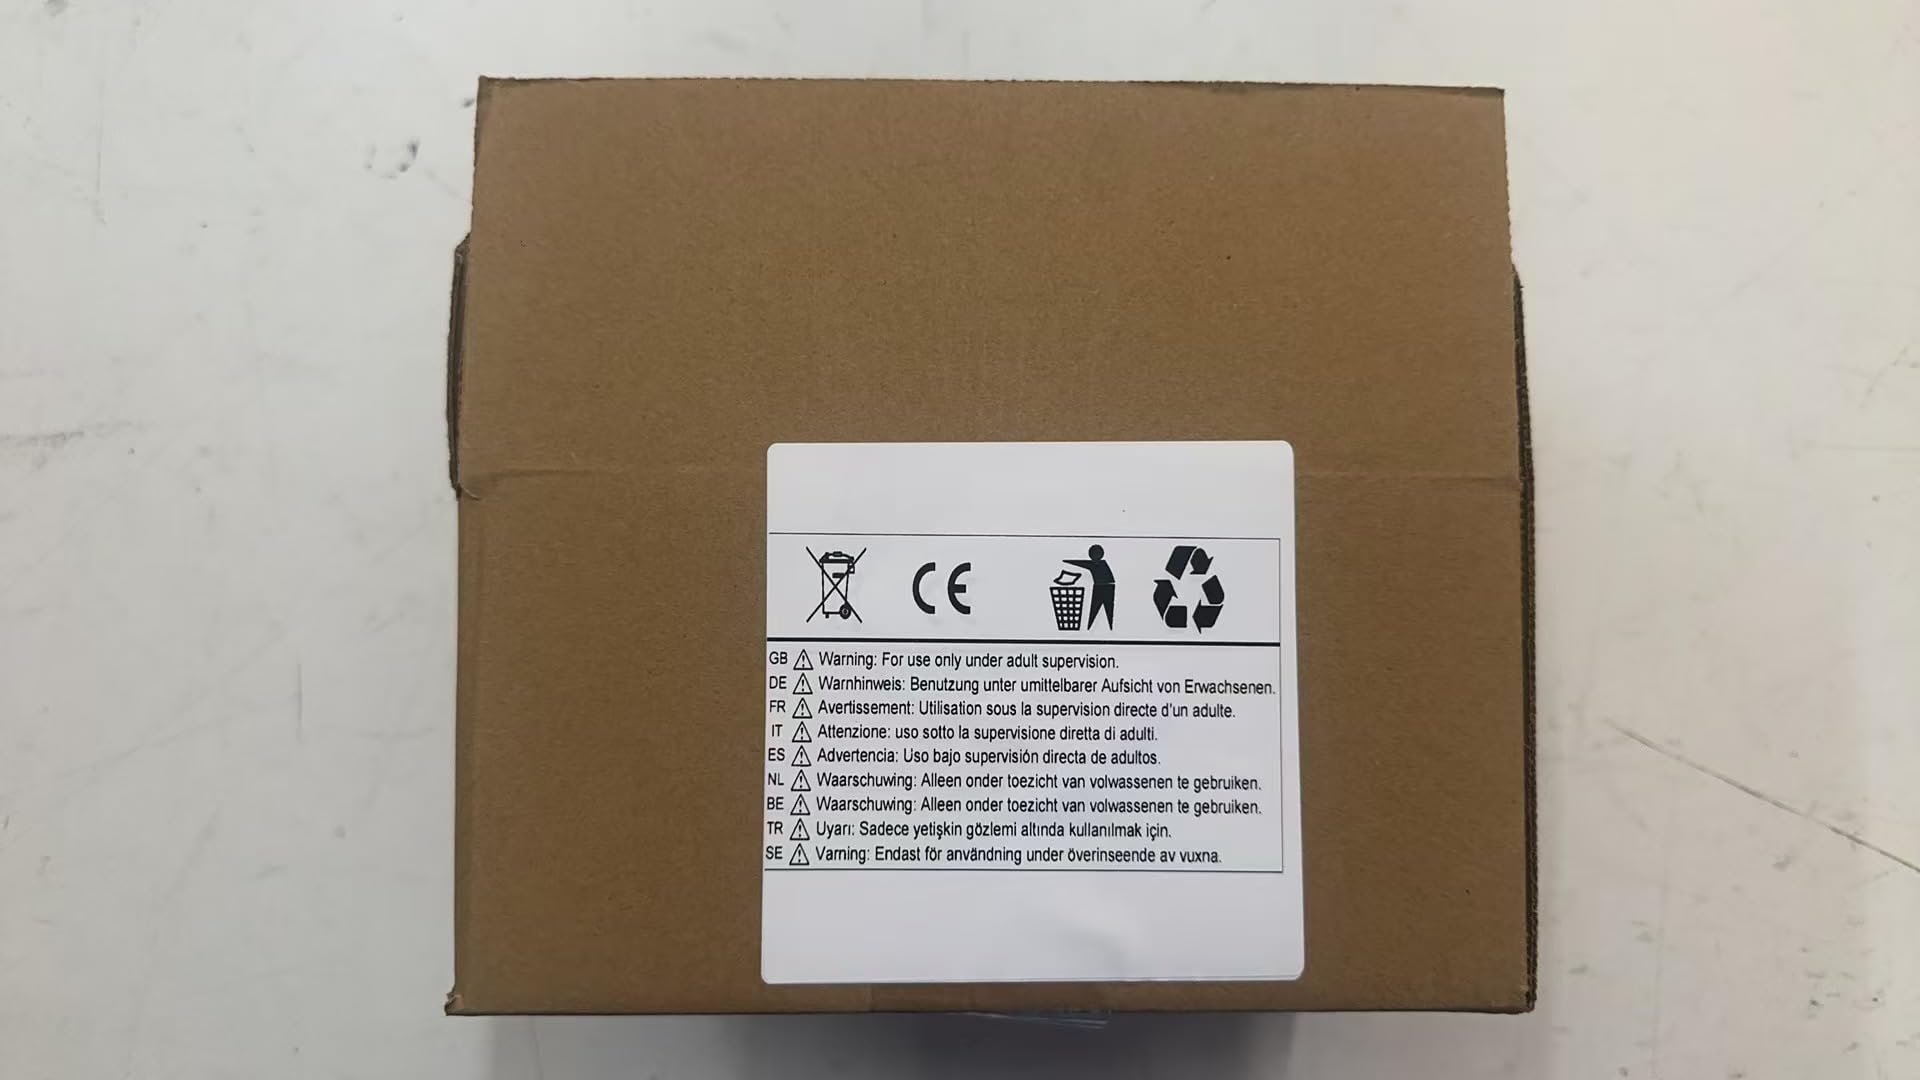 CE
GB ⚠ Warning: For use only under adult supervision.
DE ⚠ Warnhinweis: Benutzung unter umittelbarer Aufsicht von Erwachsenen.
FR ⚠ Avertissement: Utilisation sous la supervision directe d'un adulte.
IT ⚠ Attenzione: uso sotto la supervisione diretta di adulti.
ES ⚠ Advertencia: Uso bajo supervisión directa de adultos.
NL ⚠ Waarschuwing: Alleen onder toezicht van volwassenen te gebruiken.
BE ⚠ Waarschuwing: Alleen onder toezicht van volwassenen te gebruiken.
TR ⚠ Uyarı: Sadece yetişkin gözlemi altında kullanılmak için.
SE ⚠ Varning: Endast för användning under överinseende av vuxna.